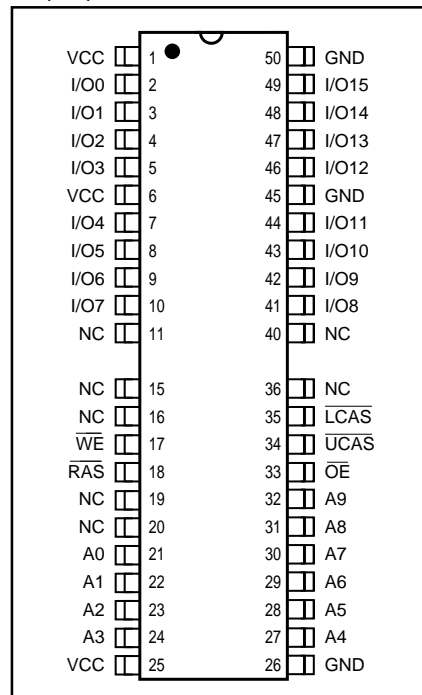 VCC 1 50 GND
I/O0 2 49 I/O15
I/O1 3 48 I/O14
I/O2 4 47 I/O13
I/O3 5 46 I/O12
VCC 6 45 GND
I/O4 7 44 I/O11
I/O5 8 43 I/O10
I/O6 9 42 I/O9
I/O7 10 41 I/O8
NC 11 40 NC
NC 15 36 NC
NC 16 35 LCAS
WE 17 34 UCAS
RAS 18 33 OE
NC 19 32 A9
NC 20 31 A8
A0 21 30 A7
A1 22 29 A6
A2 23 28 A5
A3 24 27 A4
VCC 25 26 GND